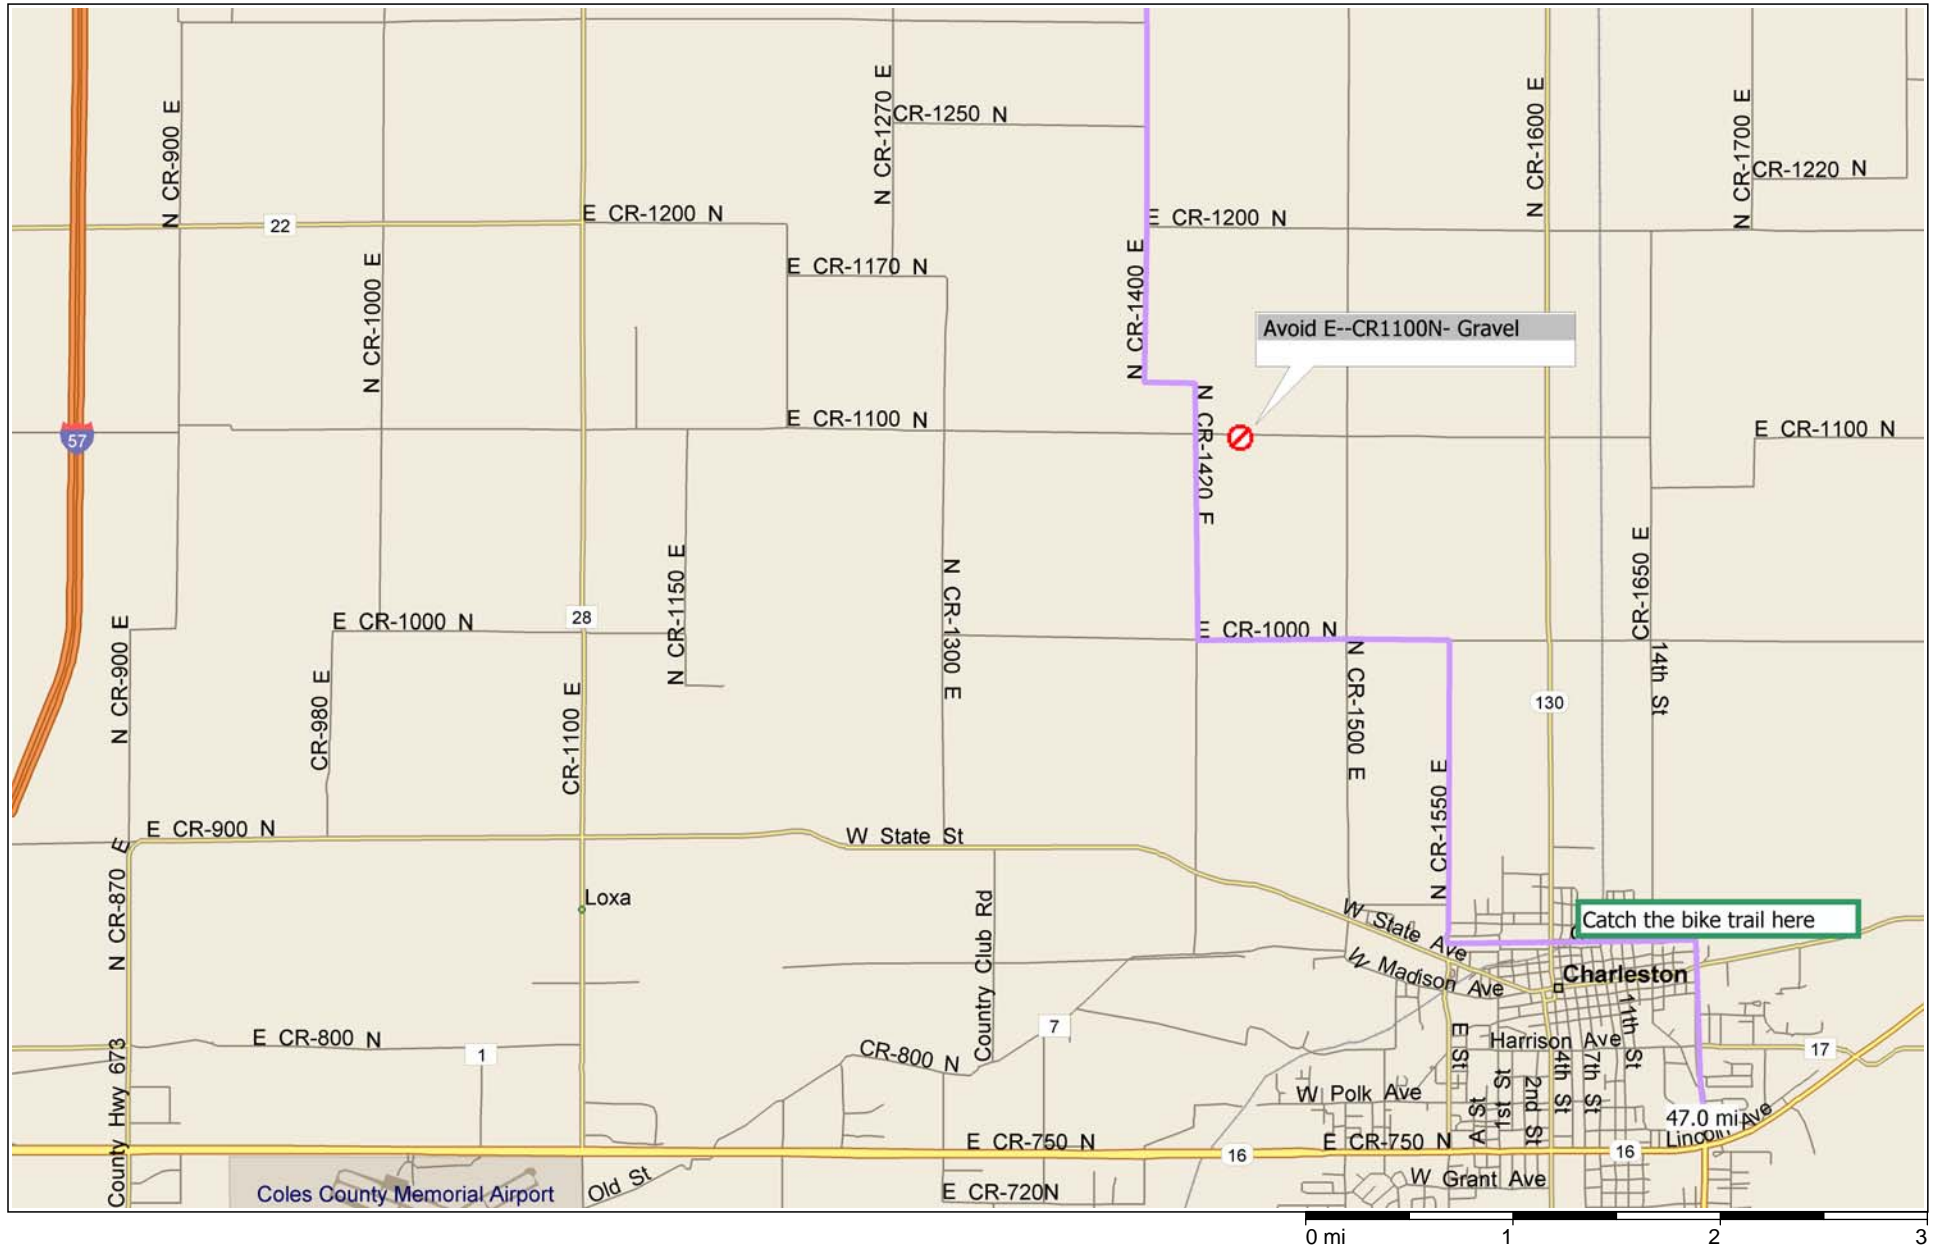 N CR-900 E
N CR-1270 E
CR-1250 N
N CR-1600 E
N CR-1700 E
CR-1220 N
22
E CR-1200 N
E CR-1200 N
N CR-1000 E
E CR-1170 N
N CR-1400 E
Avoid E--CR1100N- Gravel
57
E CR-1100 N
N CR-1420 E
E CR-1100 N
N CR-900 E
E CR-1000 N
28
N CR-1150 E
N CR-1300 E
E CR-1000 N
CR-1650 E
14th St
CR-980 E
CR-1100 E
N CR-1500 E
130
N CR-1550 E
E CR-900 N
W State St
N CR-870 E
Loxa
Country Club Rd
W State Ave
Catch the bike trail here
W Madison Ave
Charleston
11th St
County Hwy 673
E CR-800 N
1
CR-800 N
7
E St
Harrison Ave
17
W Polk Ave
A St
1st St
2nd St
4th St
7th St
47.0 mi
Lincoln Ave
E CR-750 N
16
E CR-750 N
16
Coles County Memorial Airport
Old St
E CR-720N
W Grant Ave
0 mi 1 2 3